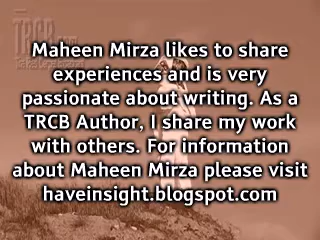 TRCB
Maheen Mirza likes to share
experiences and is very
passionate about writing. As a
TRCB Author, I share my work
with others. For information
about Maheen Mirza please visit
haveinsight.blogspot.com